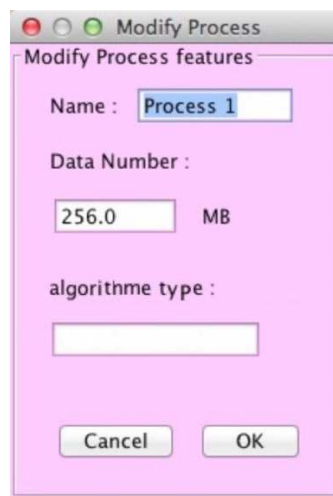 Modify Process
Modify Process features
Name : Process 1
Data Number :
256.0 MB
algorithme type :
Cancel OK